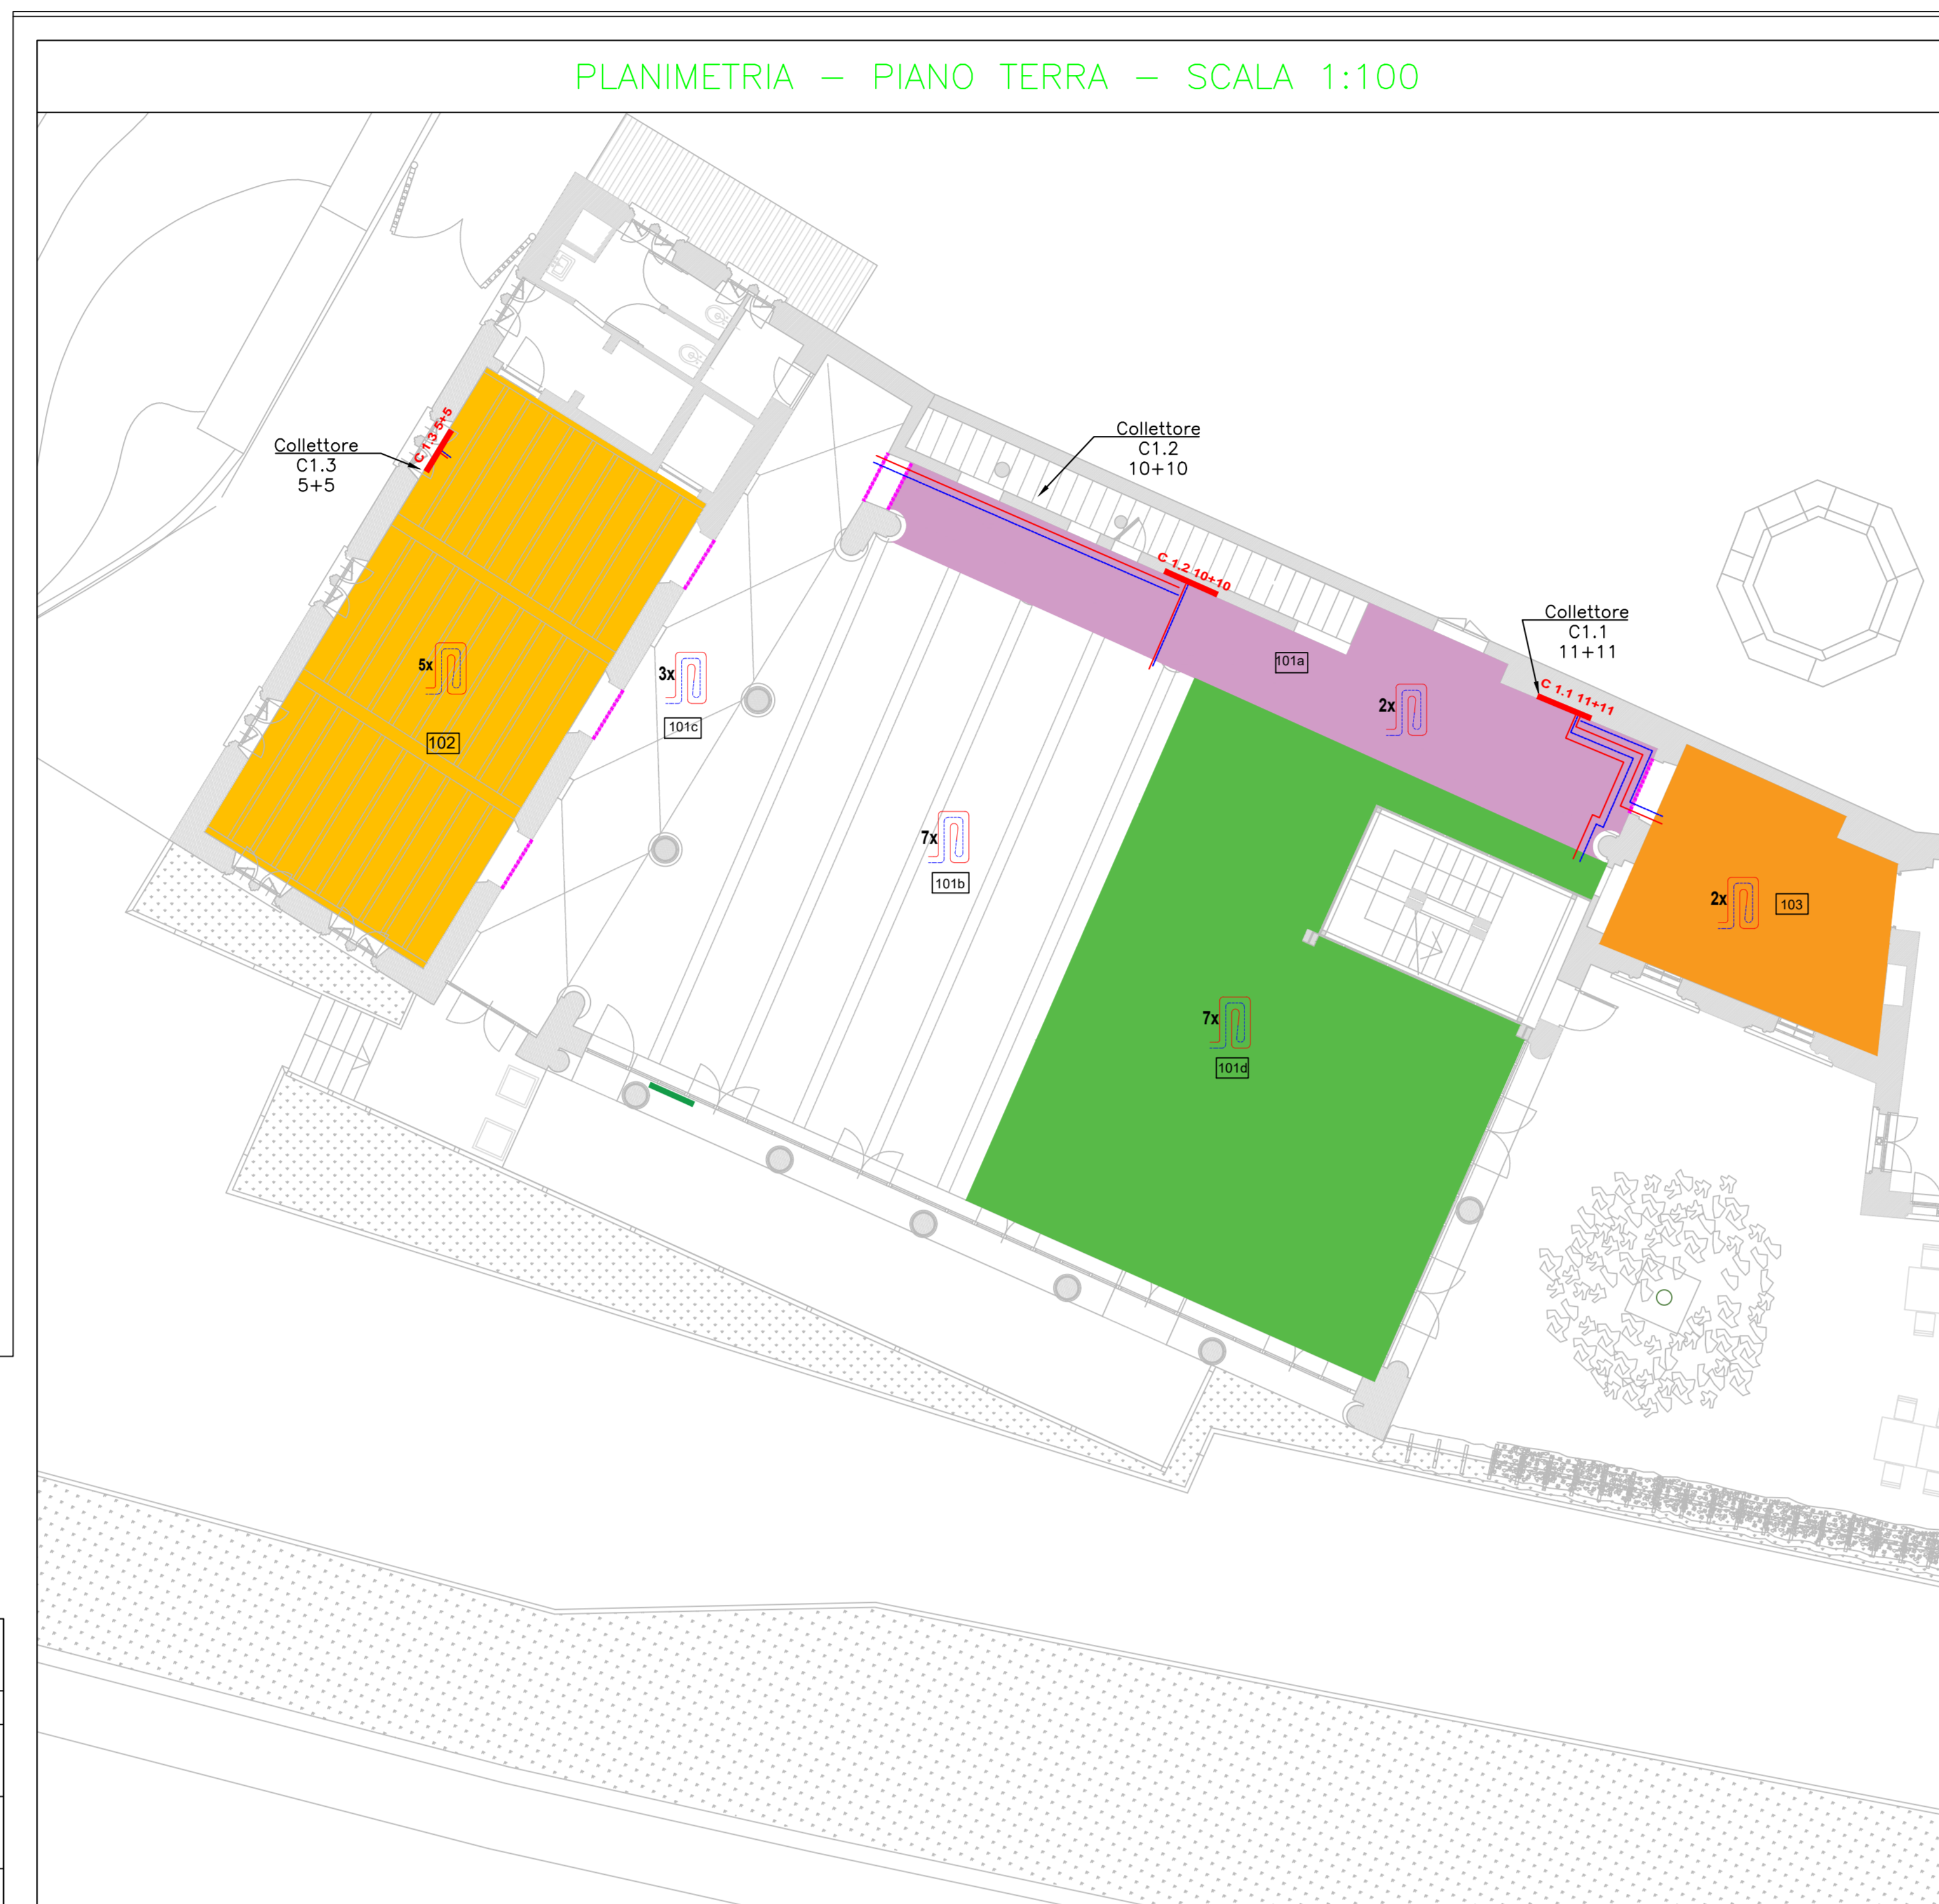 PLANIMETRIA – PIANO TERRA – SCALA 1:100
Collettore
C1.3
5+5
C 1.3 5+5
Collettore
C1.2
10+10
C 1.2 10+10
Collettore
C1.1
11+11
C 1.1 11+11
5x
102
3x
101c
101a
2x
7x
101b
2x
103
7x
101d